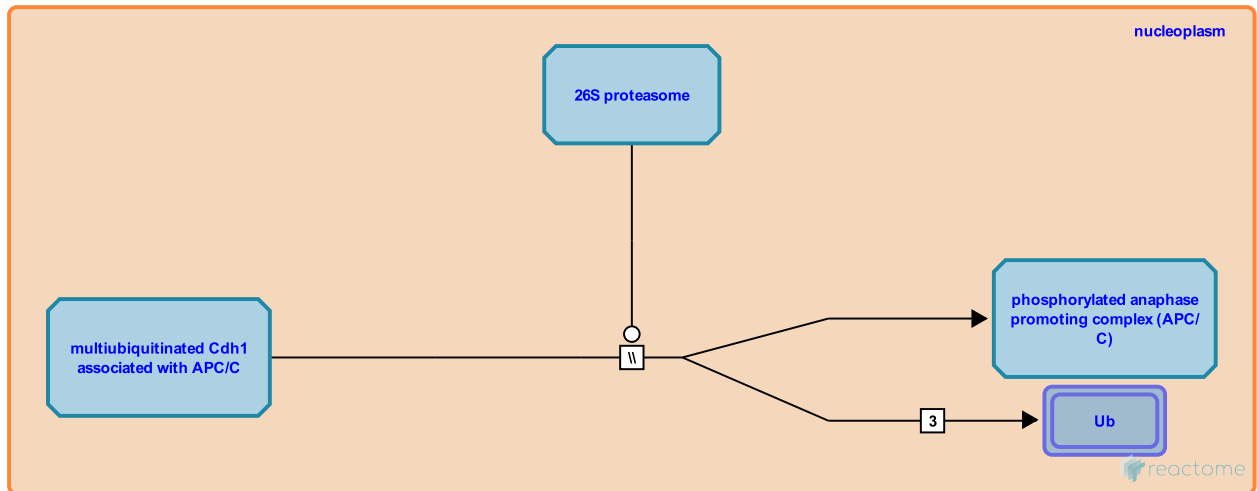 nucleoplasm
26S proteasome
multiubiquitinated Cdh1
associated with APC/C
\\
phosphorylated anaphase
promoting complex (APC/
C)
3
Ub
reactome